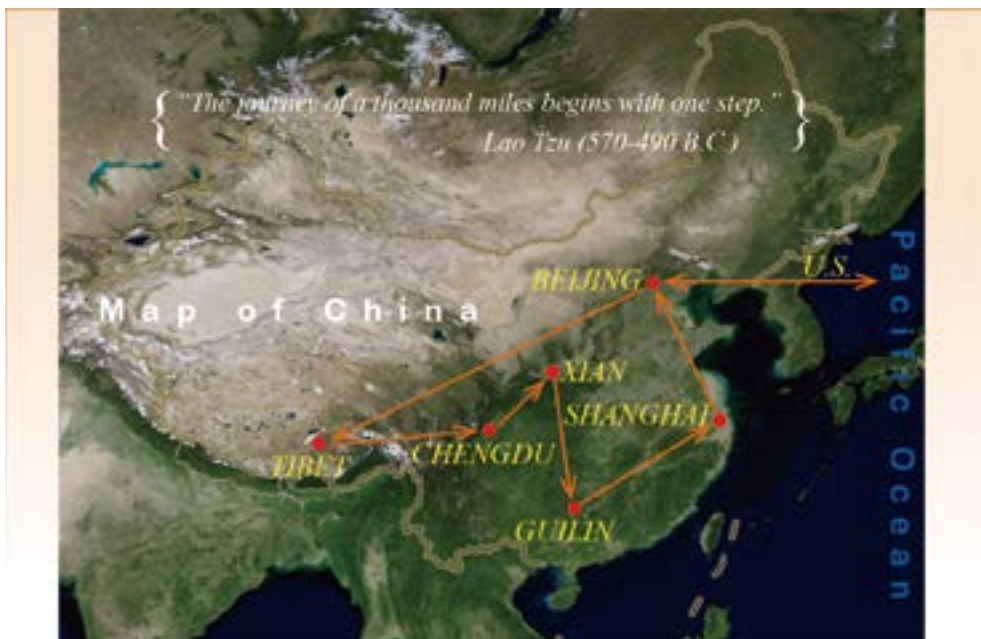 "The journey of a thousand miles begins with one step."
Lao Tzu (570-490 B.C.)
BEIJING
U.S.
Map of China
XIAN
SHANGHAI
CHENGDU
TIBET
GUILIN
Pacific Ocean